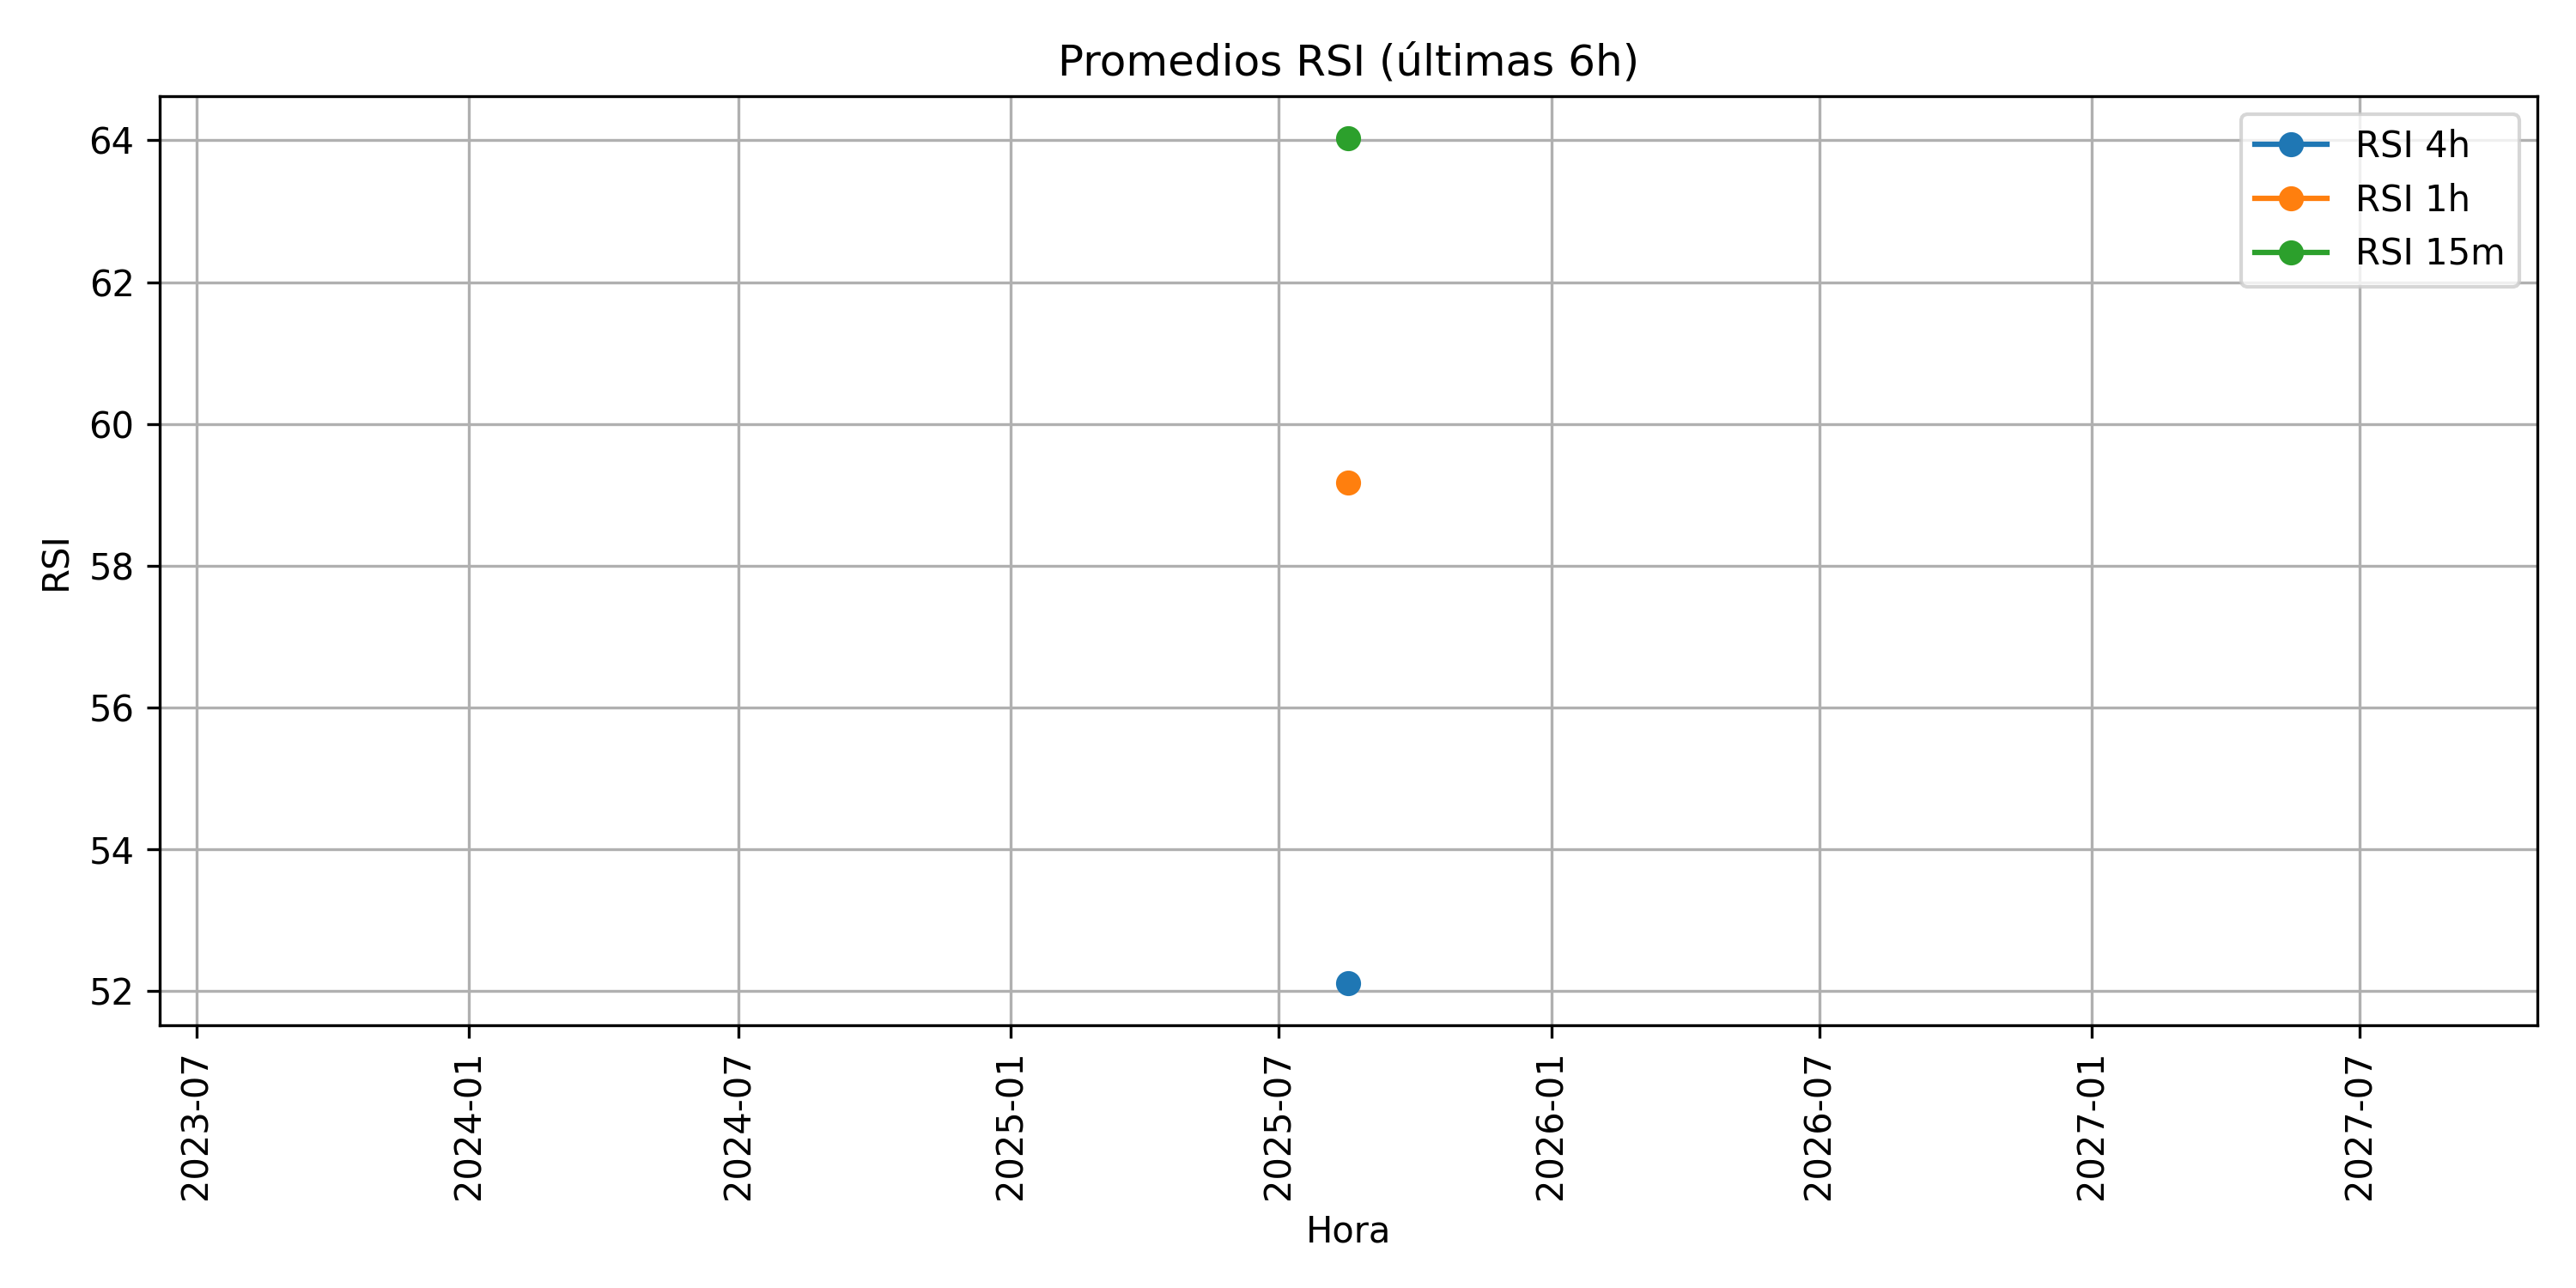 Promedios RSI (últimas 6h)
RSI 4h
RSI 1h
RSI 15m
RSI
64
62
60
58
56
54
52
2023-07
2024-01
2024-07
2025-01
2025-07
2026-01
2026-07
2027-01
2027-07
Hora